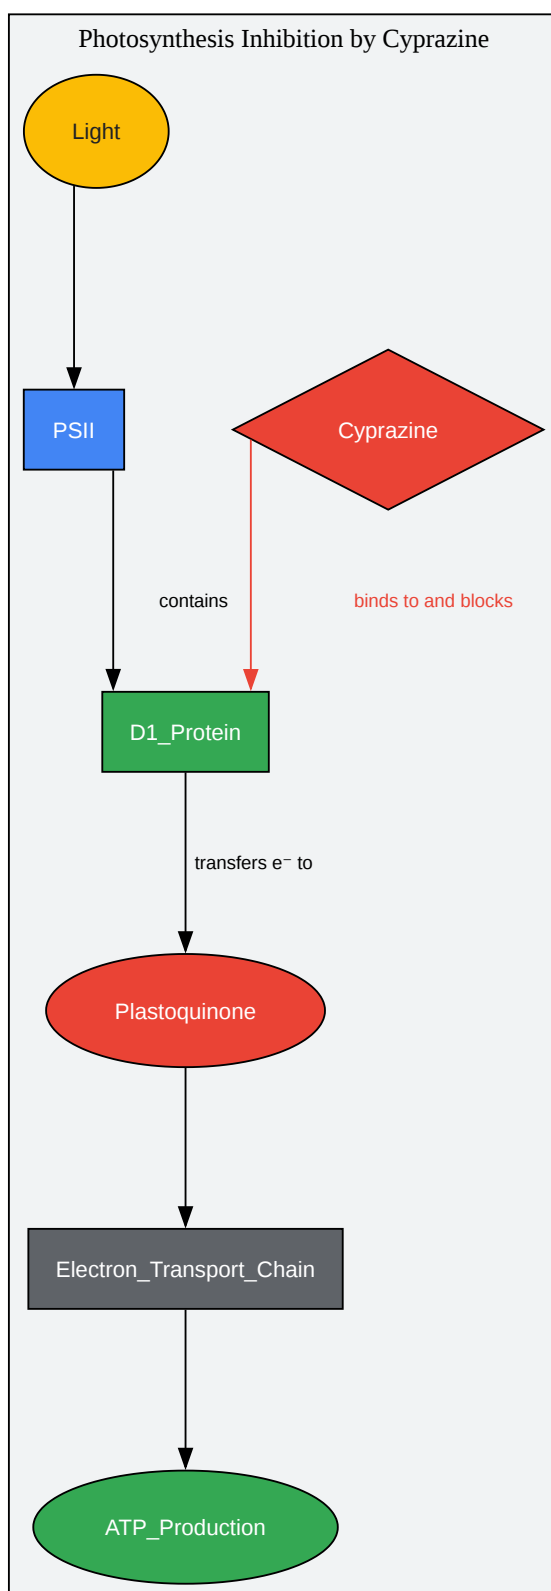 Photosynthesis Inhibition by Cyprazine
Light
PSII
Cyprazine
contains
binds to and blocks
D1_Protein
transfers e⁻ to
Plastoquinone
Electron_Transport_Chain
ATP_Production